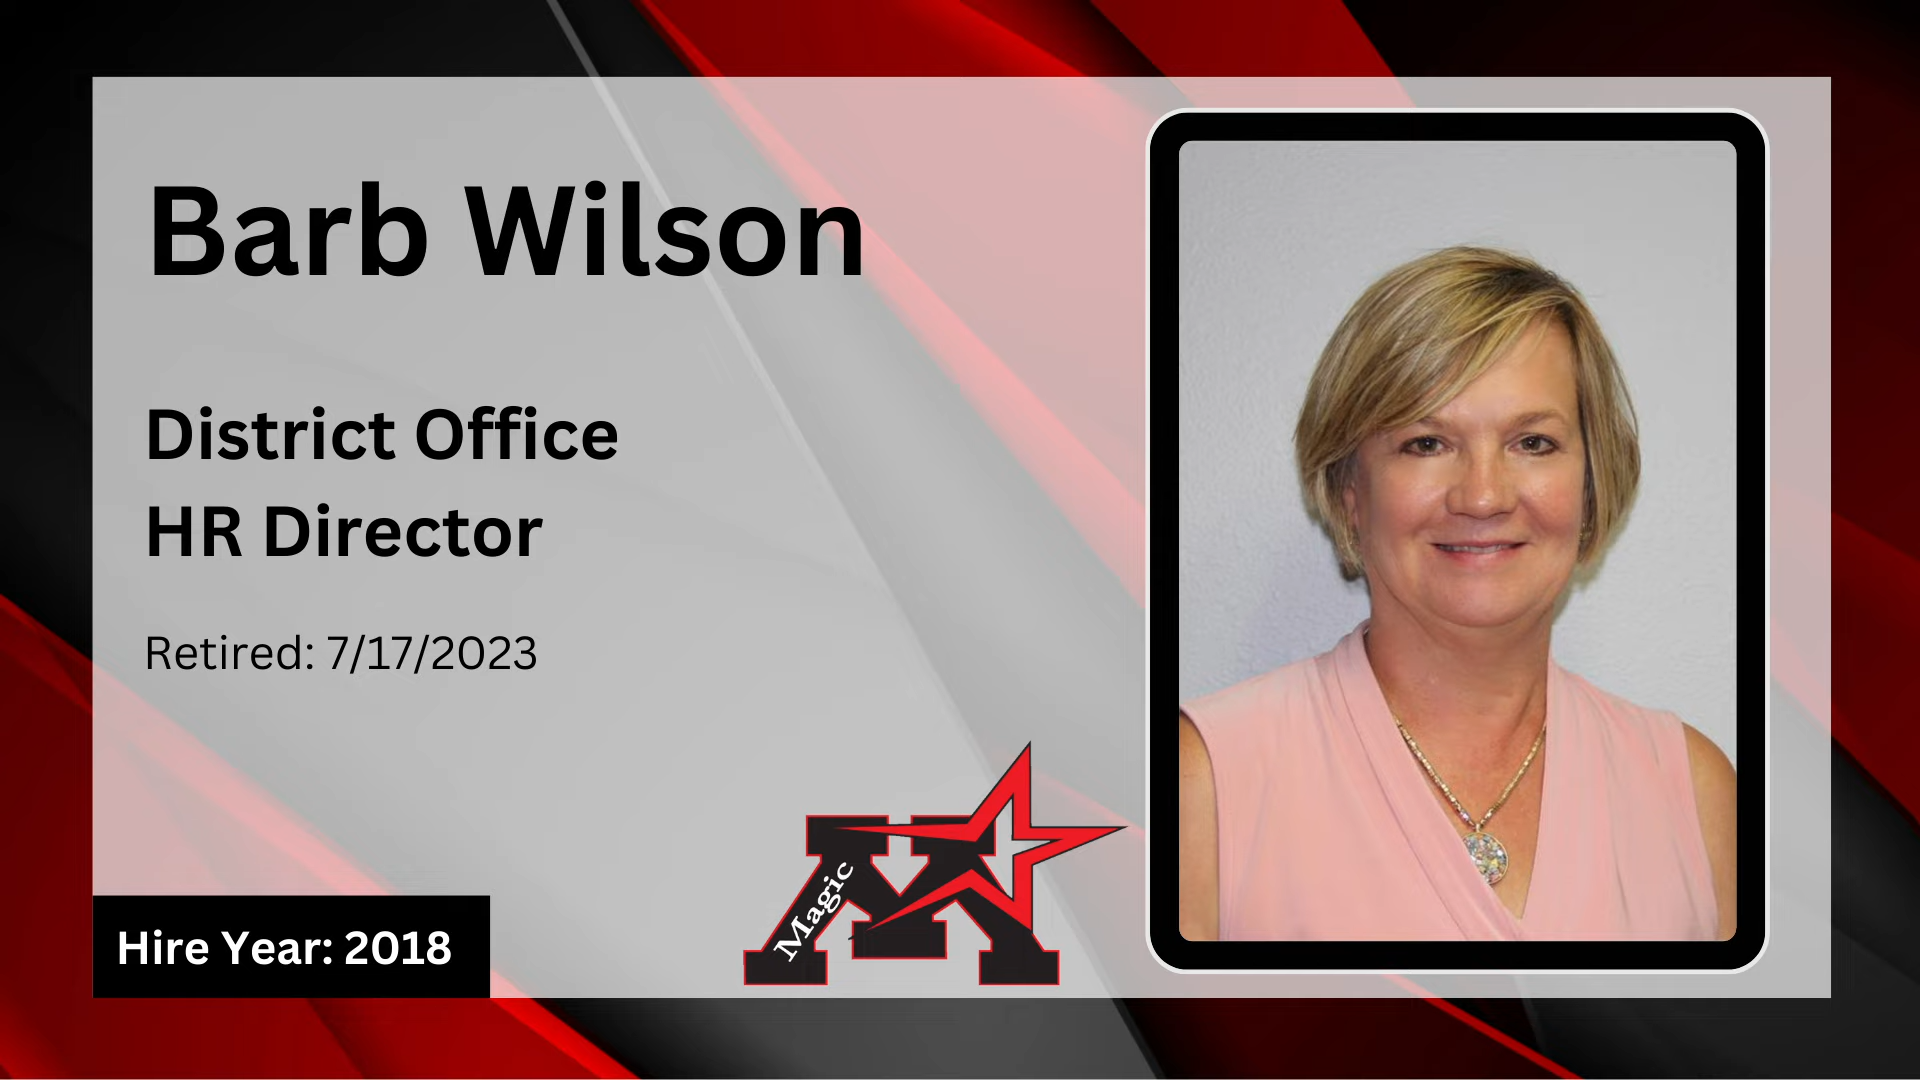 Barb Wilson
District Office
HR Director
Retired: 7/17/2023
Magic
Hire Year: 2018